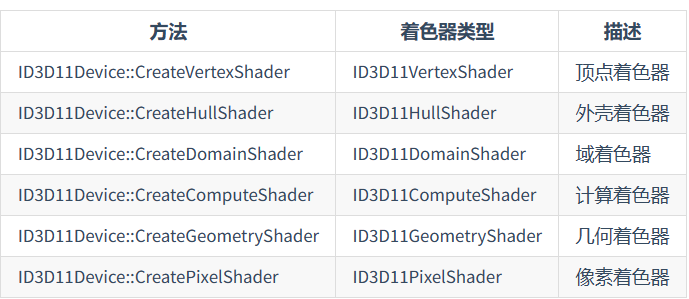 方法 着色器类型 描述
ID3D11Device::CreateVertexShader ID3D11VertexShader 顶点着色器
ID3D11Device::CreateHullShader ID3D11HullShader 外壳着色器
ID3D11Device::CreateDomainShader ID3D11DomainShader 域着色器
ID3D11Device::CreateComputeShader ID3D11ComputeShader 计算着色器
ID3D11Device::CreateGeometryShader ID3D11GeometryShader 几何着色器
ID3D11Device::CreatePixelShader ID3D11PixelShader 像素着色器